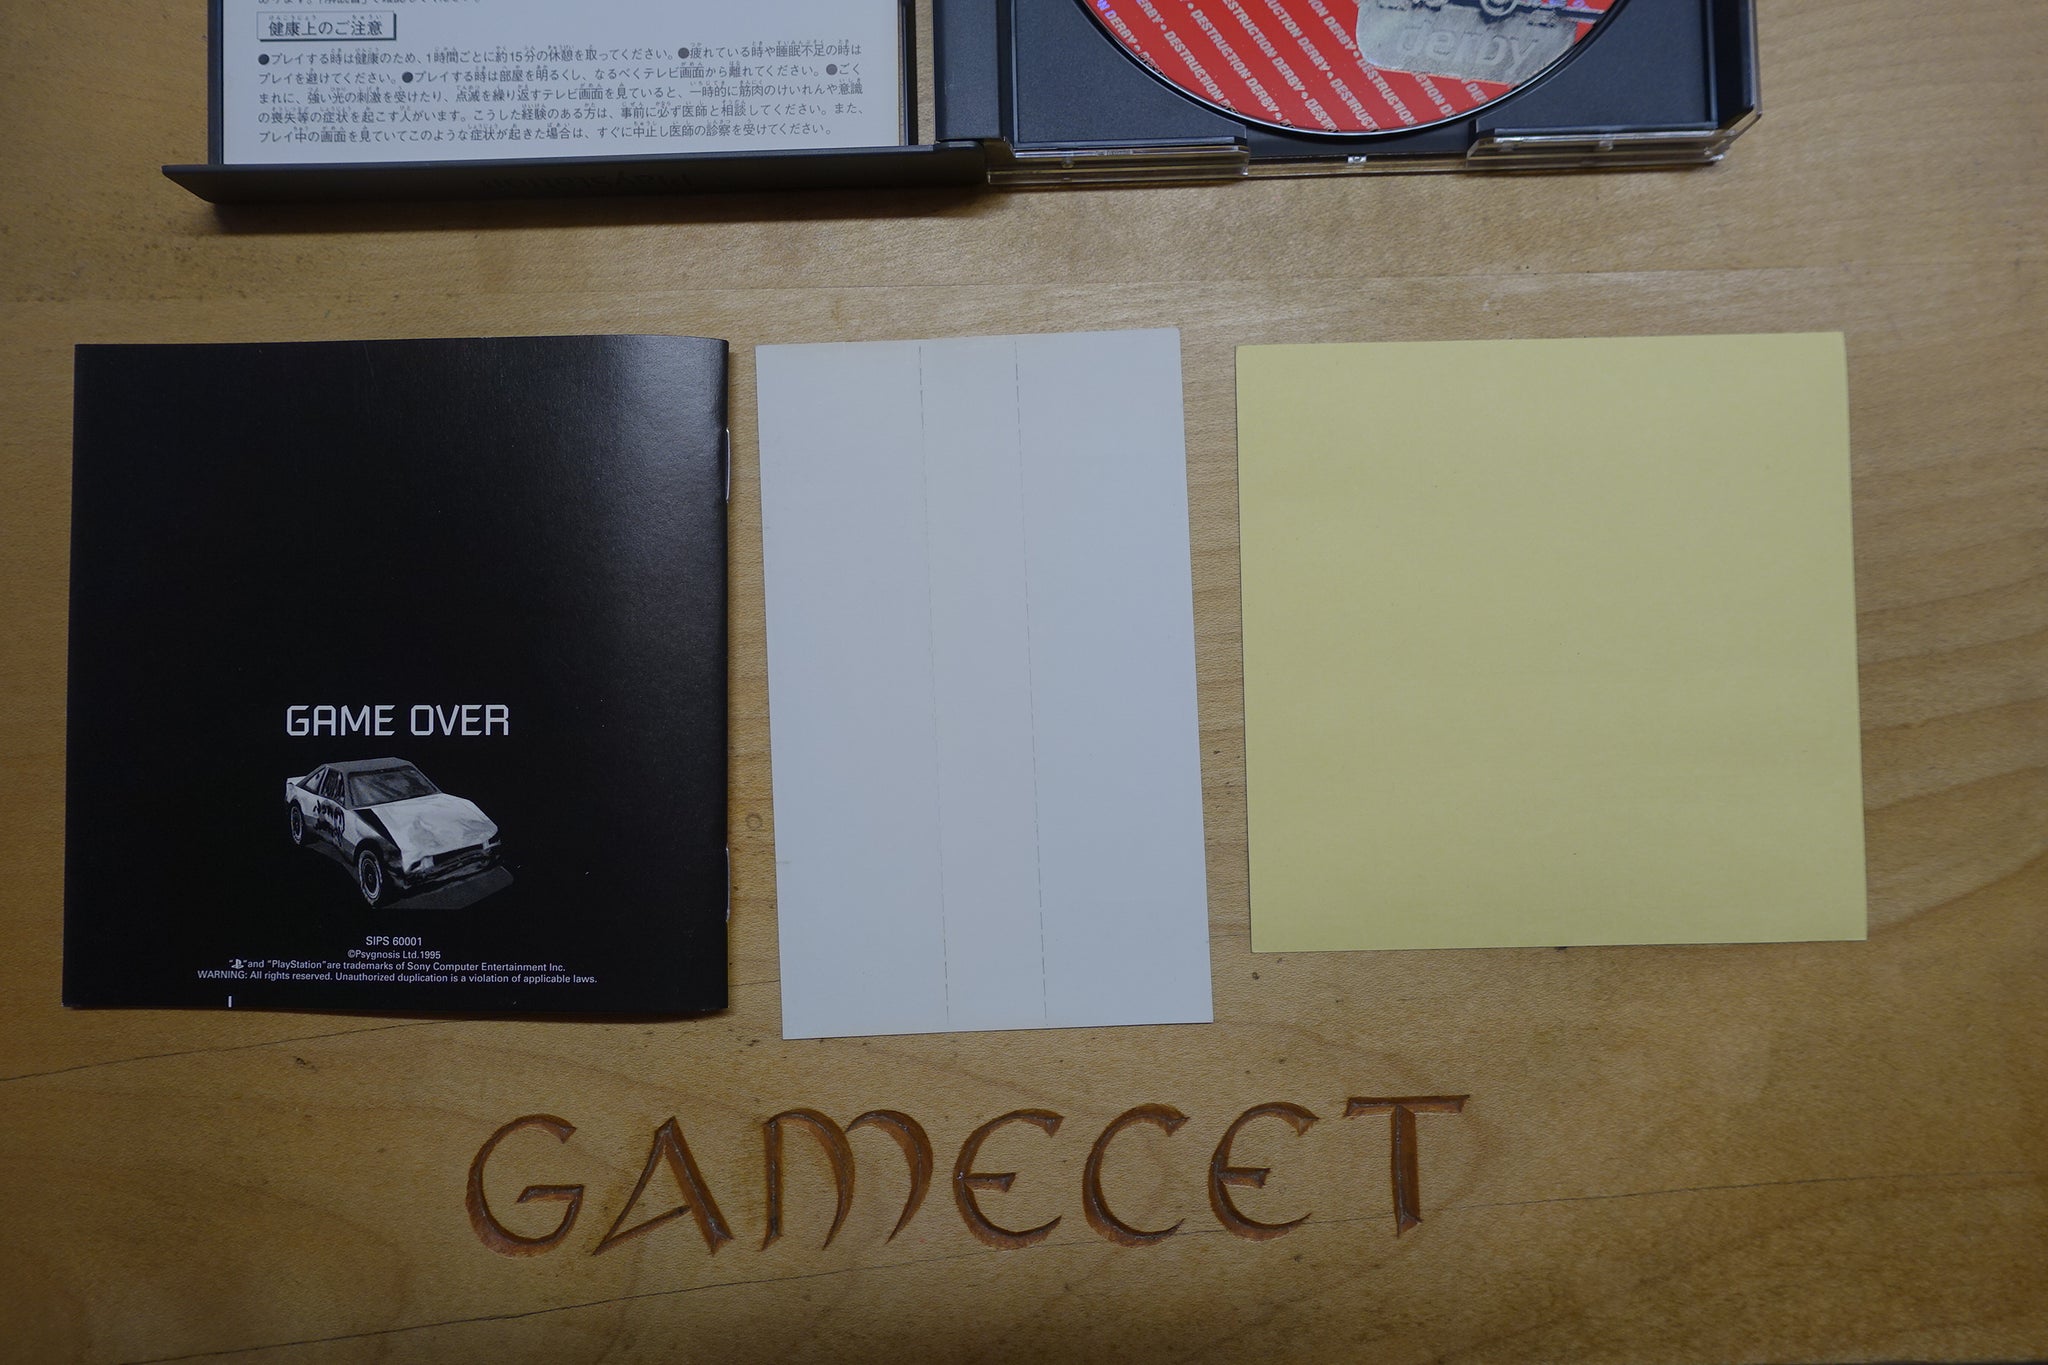 健康上のご注意
●プレイする時は健康のため、1時間ごとに約15分の休憩を取ってください。●疲れている時や睡眠不足の時は
プレイを避けてください。●プレイする時は部屋を明るくし、なるべくテレビ画面から離れてください。●ごく
まれに、強い光の刺激を受けたり、点滅を繰り返すテレビ画面を見ていると、一時的に筋肉のけいれんや意識
の喪失等の症状を起こす人がいます。こうした経験のある方は、事前に必ず医師と相談してください。また、
プレイ中の画面を見ていてこのような症状が起きた場合は、すぐに中止し医師の診察を受けてください。
DERBY • DESTRUCTION DERBY • DESTRUCTION DERBY • DESTRUCTION DERBY
derby
PlayStation
GAME OVER
SIPS 60001
©Psygnosis Ltd.1995
" "and "PlayStation"are trademarks of Sony Computer Entertainment Inc.
WARNING: All rights reserved. Unauthorized duplication is a violation of applicable laws.
GAMECET